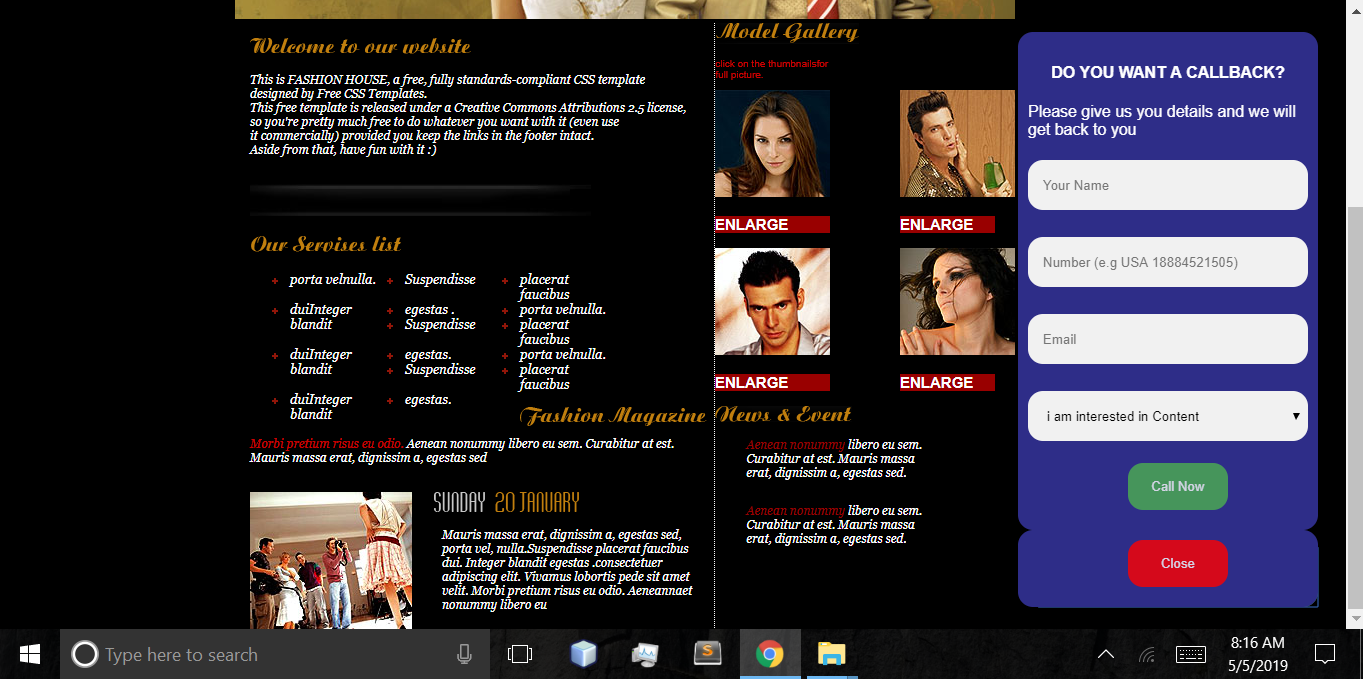 Welcome to our website
This is FASHION HOUSE, a free, fully standards-compliant CSS template
designed by Free CSS Templates.
This free template is released under a Creative Commons Attributions 2.5 license,
so you're pretty much free to do whatever you want with it (even use
it commercially) provided you keep the links in the footer intact.
Aside from that, have fun with it :)
Our Servises list
porta velnulla.
duiInteger
blandit
duiInteger
blandit
duiInteger
blandit
Suspendisse
egestas .
Suspendisse
egestas.
Suspendisse
egestas.
placerat
faucibus
porta velnulla.
placerat
faucibus
porta velnulla.
placerat
faucibus
Fashion Magazine
Morbi pretium risus eu odio. Aenean nonummy libero eu sem. Curabitur at est.
Mauris massa erat, dignissim a, egestas sed
SUNDAY 20 JANUARY
Mauris massa erat, dignissim a, egestas sed,
porta vel, nulla.Suspendisse placerat faucibus
dui. Integer blandit egestas .consectetuer
adipiscing elit. Vivamus lobortis pede sit amet
velit. Morbi pretium risus eu odio. Aeneannaet
nonummy libero eu
Model Gallery
click on the thumbnailsfor
full picture.
ENLARGE
ENLARGE
ENLARGE
ENLARGE
News & Event
Aenean nonummy libero eu sem.
Curabitur at est. Mauris massa
erat, dignissim a, egestas sed.
Aenean nonummy libero eu sem.
Curabitur at est. Mauris massa
erat, dignissim a, egestas sed.
DO YOU WANT A CALLBACK?
Please give us you details and we will
get back to you
Your Name
Number (e.g USA 18884521505)
Email
i am interested in Content
Call Now
Close
Type here to search
8:16 AM
5/5/2019